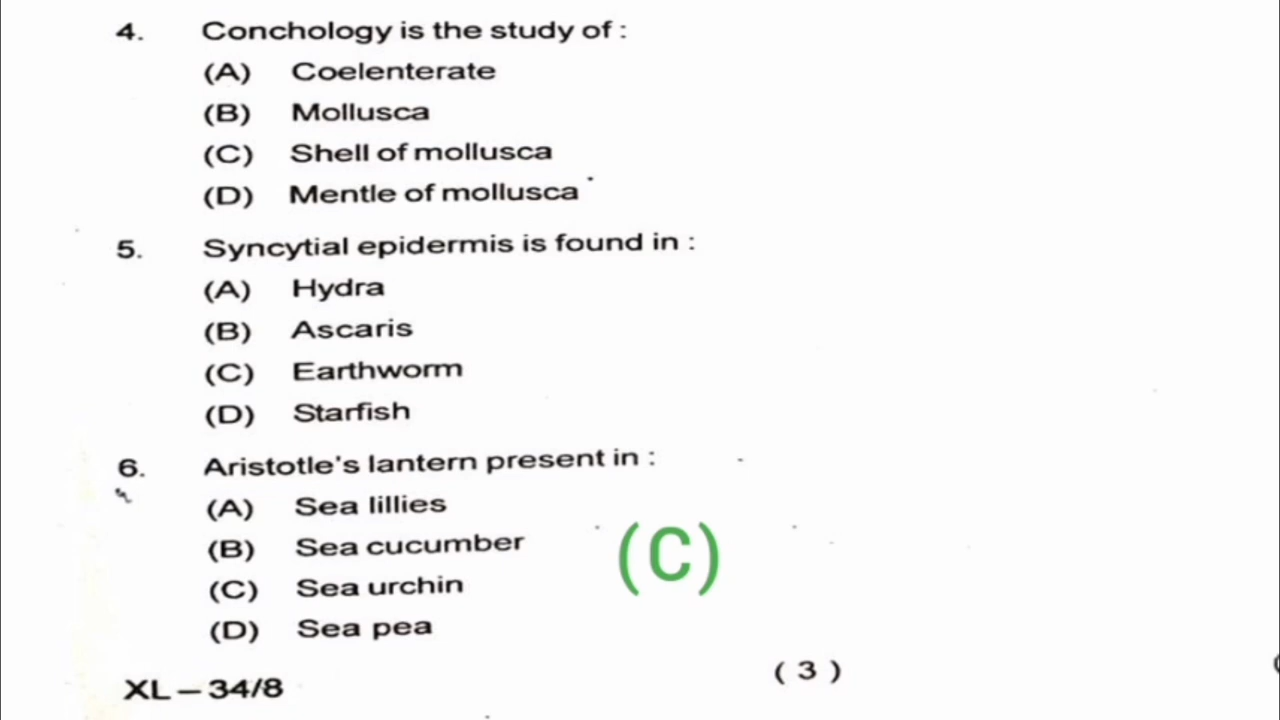 4. Conchology is the study of :
(A) Coelenterate
(B) Mollusca
(C) Shell of mollusca
(D) Mentle of mollusca
5. Syncytial epidermis is found in :
(A) Hydra
(B) Ascaris
(C) Earthworm
(D) Starfish
6. Aristotle's lantern present in :
(A) Sea lillies
(B) Sea cucumber
(C) Sea urchin
(D) Sea pea
(C)
XL – 34/8
( 3 )